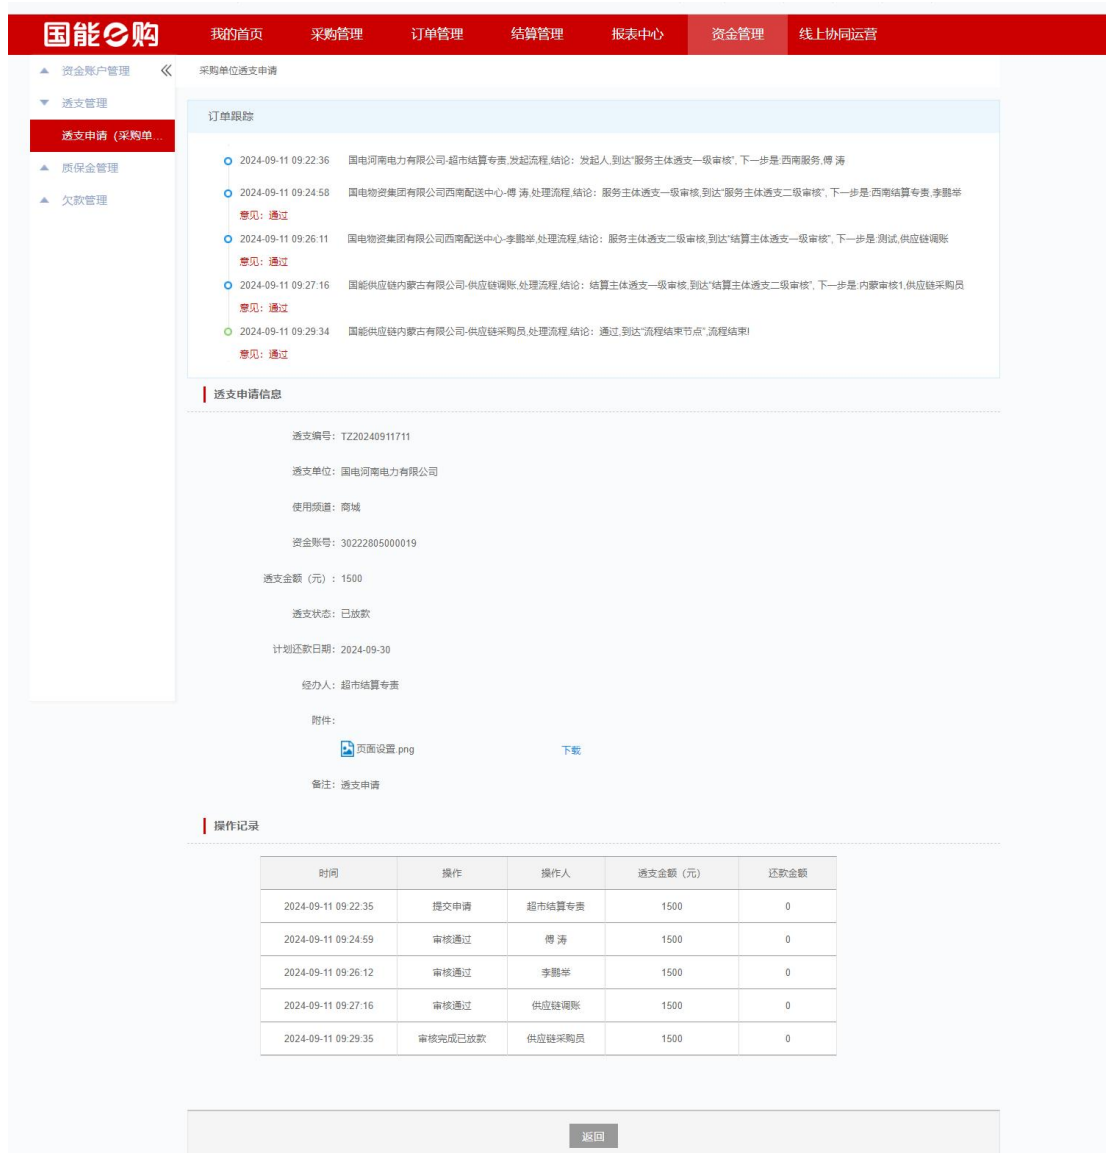 国能e购 我的首页 采购管理 订单管理 结算管理 报表中心 资金管理 线上协同运营
资金账户管理
透支管理
透支申请（采购单...
质保金管理
欠款管理
采购单位透支申请
订单跟踪
2024-09-11 09:22:36 国电河南电力有限公司-超市结算专责,发起流程,结论：发起人,到达“服务主体透支一级审核”, 下一步是:西南服务,傅 涛
2024-09-11 09:24:58 国电物资集团有限公司西南配送中心-傅 涛,处理流程,结论：服务主体透支一级审核,到达“服务主体透支二级审核”, 下一步是:西南结算专责,李鹏举
意见：通过
2024-09-11 09:26:11 国电物资集团有限公司西南配送中心-李鹏举,处理流程,结论：服务主体透支二级审核,到达“结算主体透支一级审核”, 下一步是:测试,供应链调账
意见：通过
2024-09-11 09:27:16 国能供应链内蒙古有限公司-供应链调账,处理流程,结论：结算主体透支一级审核,到达“结算主体透支二级审核”, 下一步是:内蒙审核1,供应链采购员
意见：通过
2024-09-11 09:29:34 国能供应链内蒙古有限公司-供应链采购员,处理流程,结论：通过,到达“流程结束节点”,流程结束!
意见：通过
透支申请信息
透支编号：TZ20240911711
透支单位：国电河南电力有限公司
使用频道：商城
资金账号：30222805000019
透支金额（元）：1500
透支状态：已放款
计划还款日期：2024-09-30
经办人：超市结算专责
附件：
页面设置.png 下载
备注：透支申请
操作记录
时间 操作 操作人 透支金额（元） 还款金额
2024-09-11 09:22:35 提交申请 超市结算专责 1500 0
2024-09-11 09:24:59 审核通过 傅 涛 1500 0
2024-09-11 09:26:12 审核通过 李鹏举 1500 0
2024-09-11 09:27:16 审核通过 供应链调账 1500 0
2024-09-11 09:29:35 审核完成已放款 供应链采购员 1500 0
返回